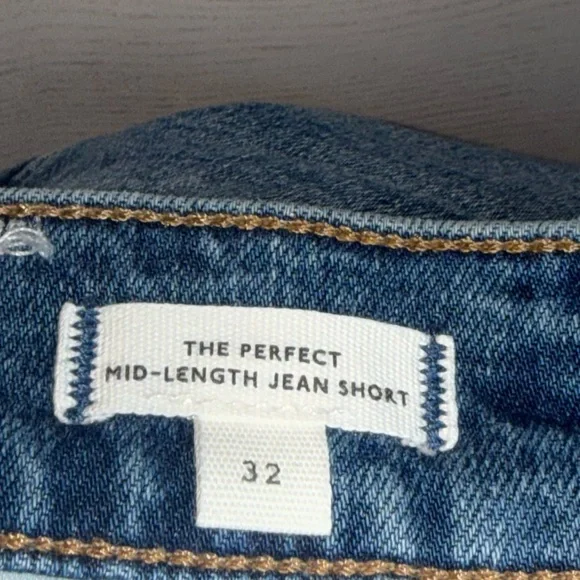 THE PERFECT
MID-LENGTH JEAN SHORT
32